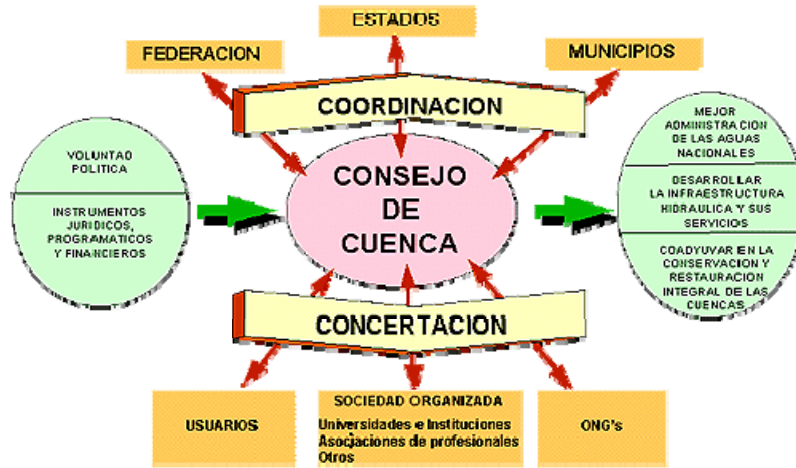 ESTADOS
FEDERACION
MUNICIPIOS
COORDINACION
VOLUNTAD
POLITICA
INSTRUMENTOS
JURIDICOS,
PROGRAMATICOS
Y FINANCIEROS
CONSEJO
DE
CUENCA
MEJOR
ADMINISTRACION
DE LAS AGUAS
NACIONALES
DESARROLLAR
LA INFRAESTRUCTURA
HIDRAULICA Y SUS
SERVICIOS
COADYUVAR EN LA
CONSERVACION Y
RESTAURACION
INTEGRAL DE LAS
CUENCAS
CONCERTACION
USUARIOS
SOCIEDAD ORGANIZADA
Universidades e Instituciones
Asociaciones de profesionales
Otros
ONG's